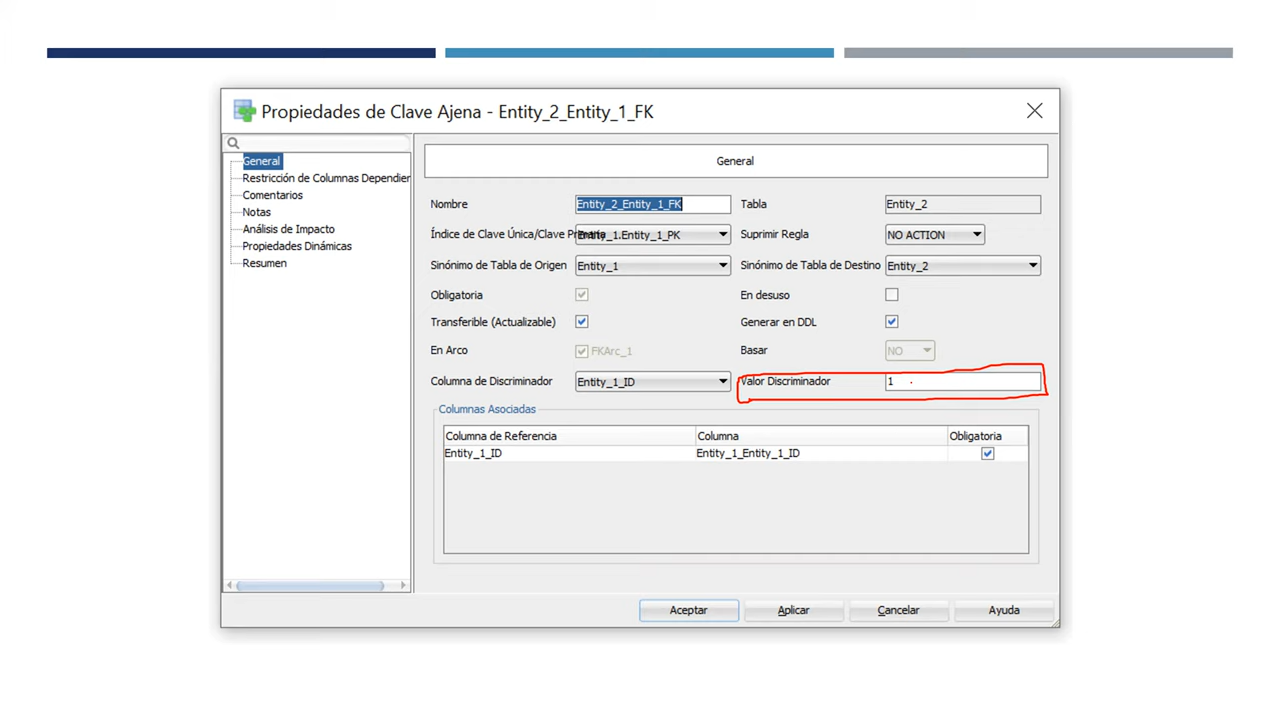 Propiedades de Clave Ajena - Entity_2_Entity_1_FK
General
Restricción de Columnas Dependier
Comentarios
Notas
Análisis de Impacto
Propiedades Dinámicas
Resumen
General
Nombre Entity_2_Entity_1_FK Tabla Entity_2
Índice de Clave Única/Clave Primaria Entity_1.Entity_1_PK Suprimir Regla NO ACTION
Sinónimo de Tabla de Origen Entity_1 Sinónimo de Tabla de Destino Entity_2
Obligatoria En desuso
Transferible (Actualizable) Generar en DDL
En Arco FKArc_1 Basar NO
Columna de Discriminador Entity_1_ID Valor Discriminador 1
Columnas Asociadas
Columna de Referencia Columna Obligatoria
Entity_1_ID Entity_1_Entity_1_ID
Aceptar Aplicar Cancelar Ayuda